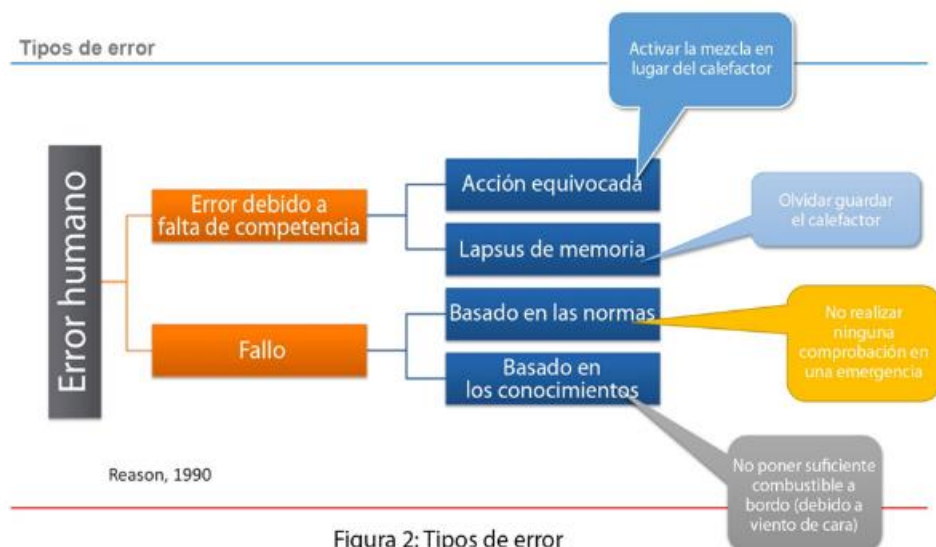 Tipos de error
Activar la mezcla en
lugar del calefactor
Error humano
Error debido a
falta de competencia
Acción equivocada
Lapsus de memoria
Olvidar guardar
el calefactor
Fallo
Basado en las normas
Basado en
los conocimientos
No realizar
ninguna
comprobación en
una emergencia
No poner suficiente
combustible a
bordo (debido a
viento de cara)
Reason, 1990
Figura 2: Tipos de error